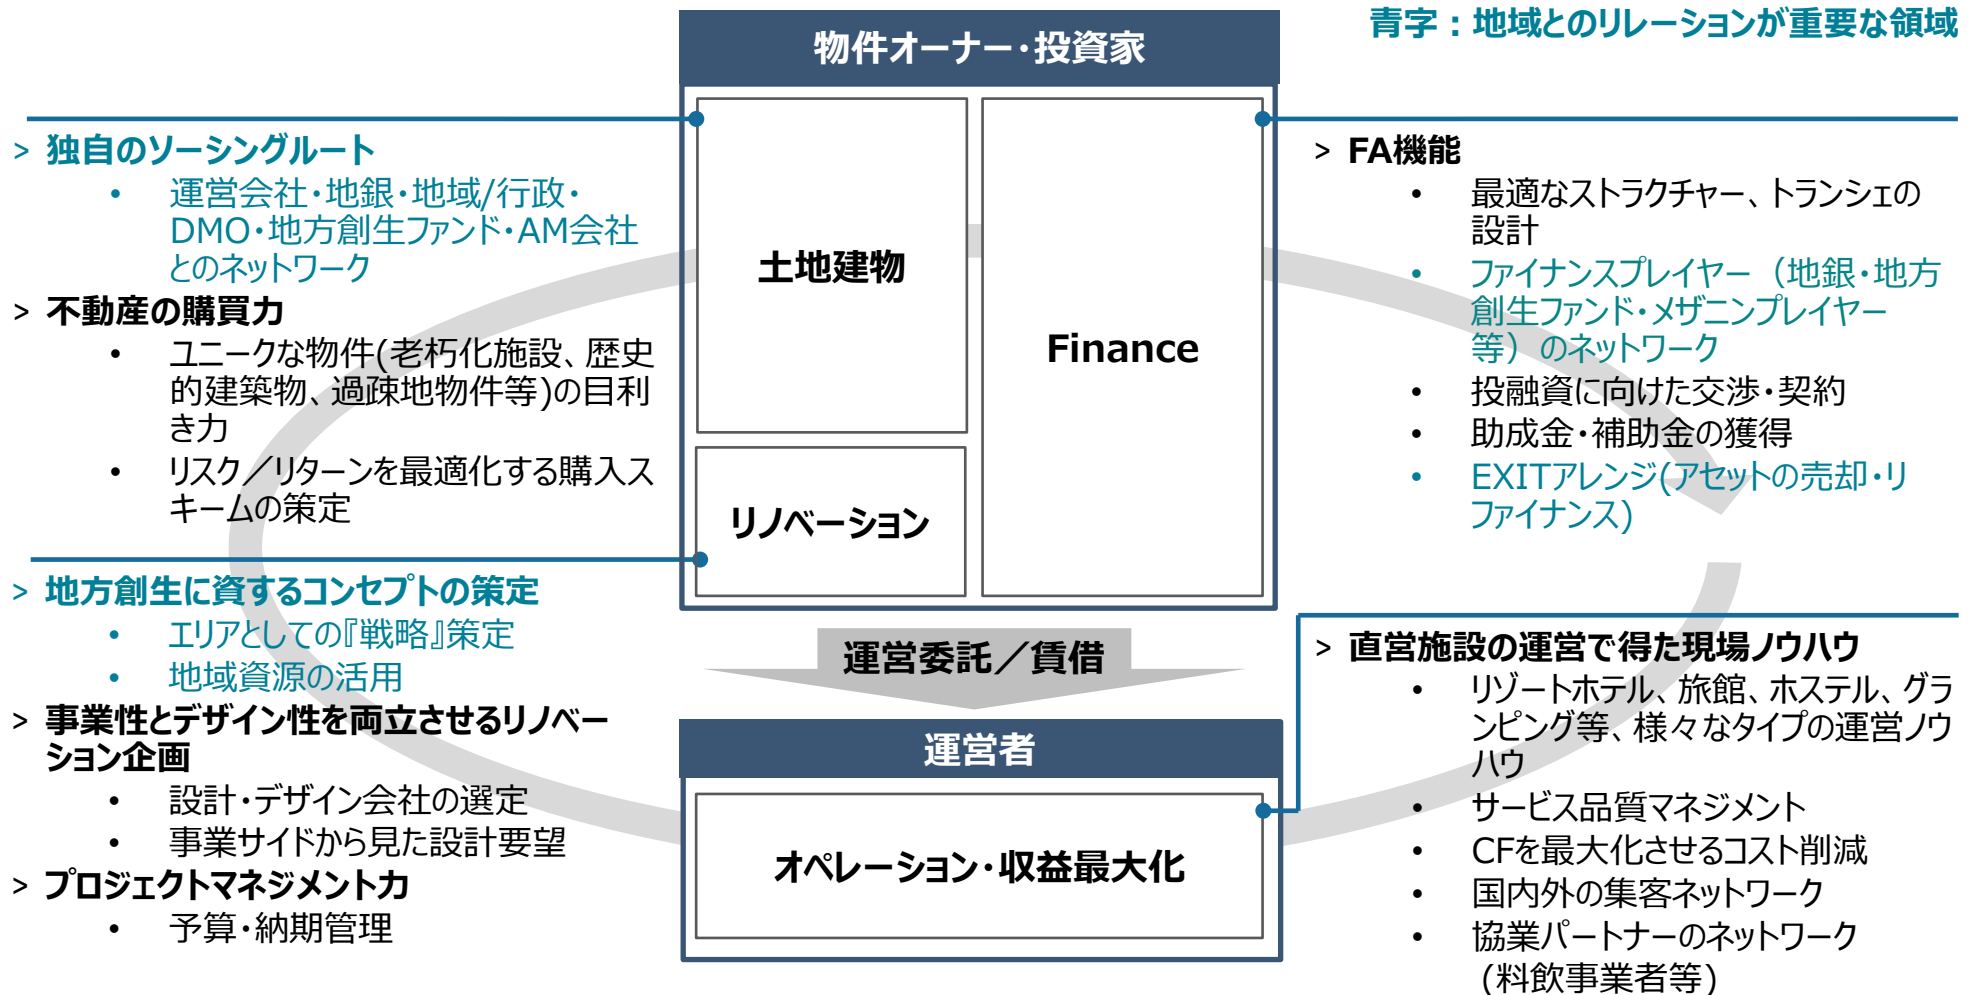 青字：地域とのリレーションが重要な領域
物件オーナー・投資家
土地建物
Finance
リノベーション
> 独自のソーシングルート
• 運営会社・地銀・地域/行政・
DMO・地方創生ファンド・AM会社
とのネットワーク
> 不動産の購買力
• ユニークな物件(老朽化施設、歴史
的建築物、過疎地物件等)の目利
き力
• リスク／リターンを最適化する購入ス
キームの策定
> 地方創生に資するコンセプトの策定
• エリアとしての『戦略』策定
• 地域資源の活用
> 事業性とデザイン性を両立させるリノベー
ション企画
• 設計・デザイン会社の選定
• 事業サイドから見た設計要望
> プロジェクトマネジメント力
• 予算・納期管理
> FA機能
• 最適なストラクチャー、トランシェの
設計
• ファイナンスプレイヤー（地銀・地方
創生ファンド・メザニンプレイヤー
等）のネットワーク
• 投融資に向けた交渉・契約
• 助成金・補助金の獲得
• EXITアレンジ(アセットの売却・リ
ファイナンス)
運営委託／賃借
運営者
オペレーション・収益最大化
> 直営施設の運営で得た現場ノウハウ
• リゾートホテル、旅館、ホステル、グラ
ンピング等、様々なタイプの運営ノウ
ハウ
• サービス品質マネジメント
• CFを最大化させるコスト削減
• 国内外の集客ネットワーク
• 協業パートナーのネットワーク
(料飲事業者等)